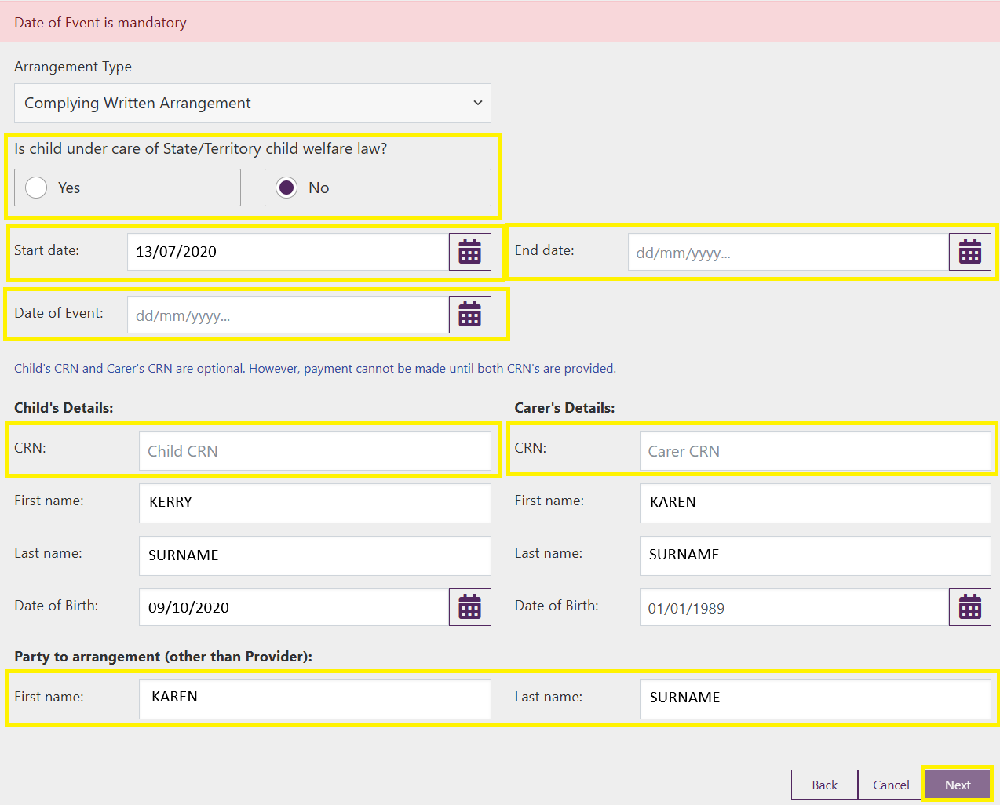 Date of Event is mandatory
Arrangement Type
Complying Written Arrangement
Is child under care of State/Territory child welfare law?
Yes No
Start date: 13/07/2020 End date: dd/mm/yyyy...
Date of Event: dd/mm/yyyy...
Child's CRN and Carer's CRN are optional. However, payment cannot be made until both CRN's are provided.
Child's Details: Carer's Details:
CRN: Child CRN CRN: Carer CRN
First name: KERRY First name: KAREN
Last name: SURNAME Last name: SURNAME
Date of Birth: 09/10/2020 Date of Birth: 01/01/1989
Party to arrangement (other than Provider):
First name: KAREN Last name: SURNAME
Back Cancel Next